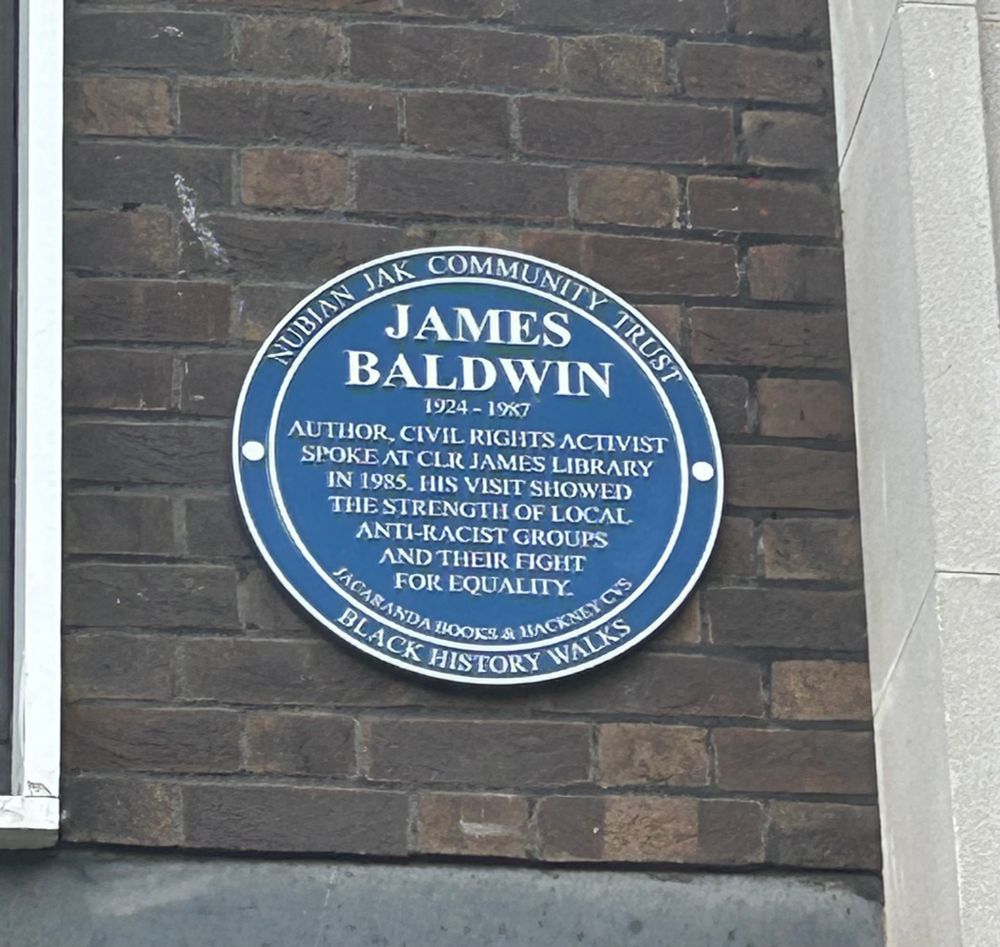 NUBIAN JAK COMMUNITY TRUST
JAMES
BALDWIN
1924 - 1987
AUTHOR, CIVIL RIGHTS ACTIVIST
SPOKE AT CLR JAMES LIBRARY
IN 1985. HIS VISIT SHOWED
THE STRENGTH OF LOCAL
ANTI-RACIST GROUPS
AND THEIR FIGHT
FOR EQUALITY.
JACARANDA BOOKS & HACKNEY CVS
BLACK HISTORY WALKS